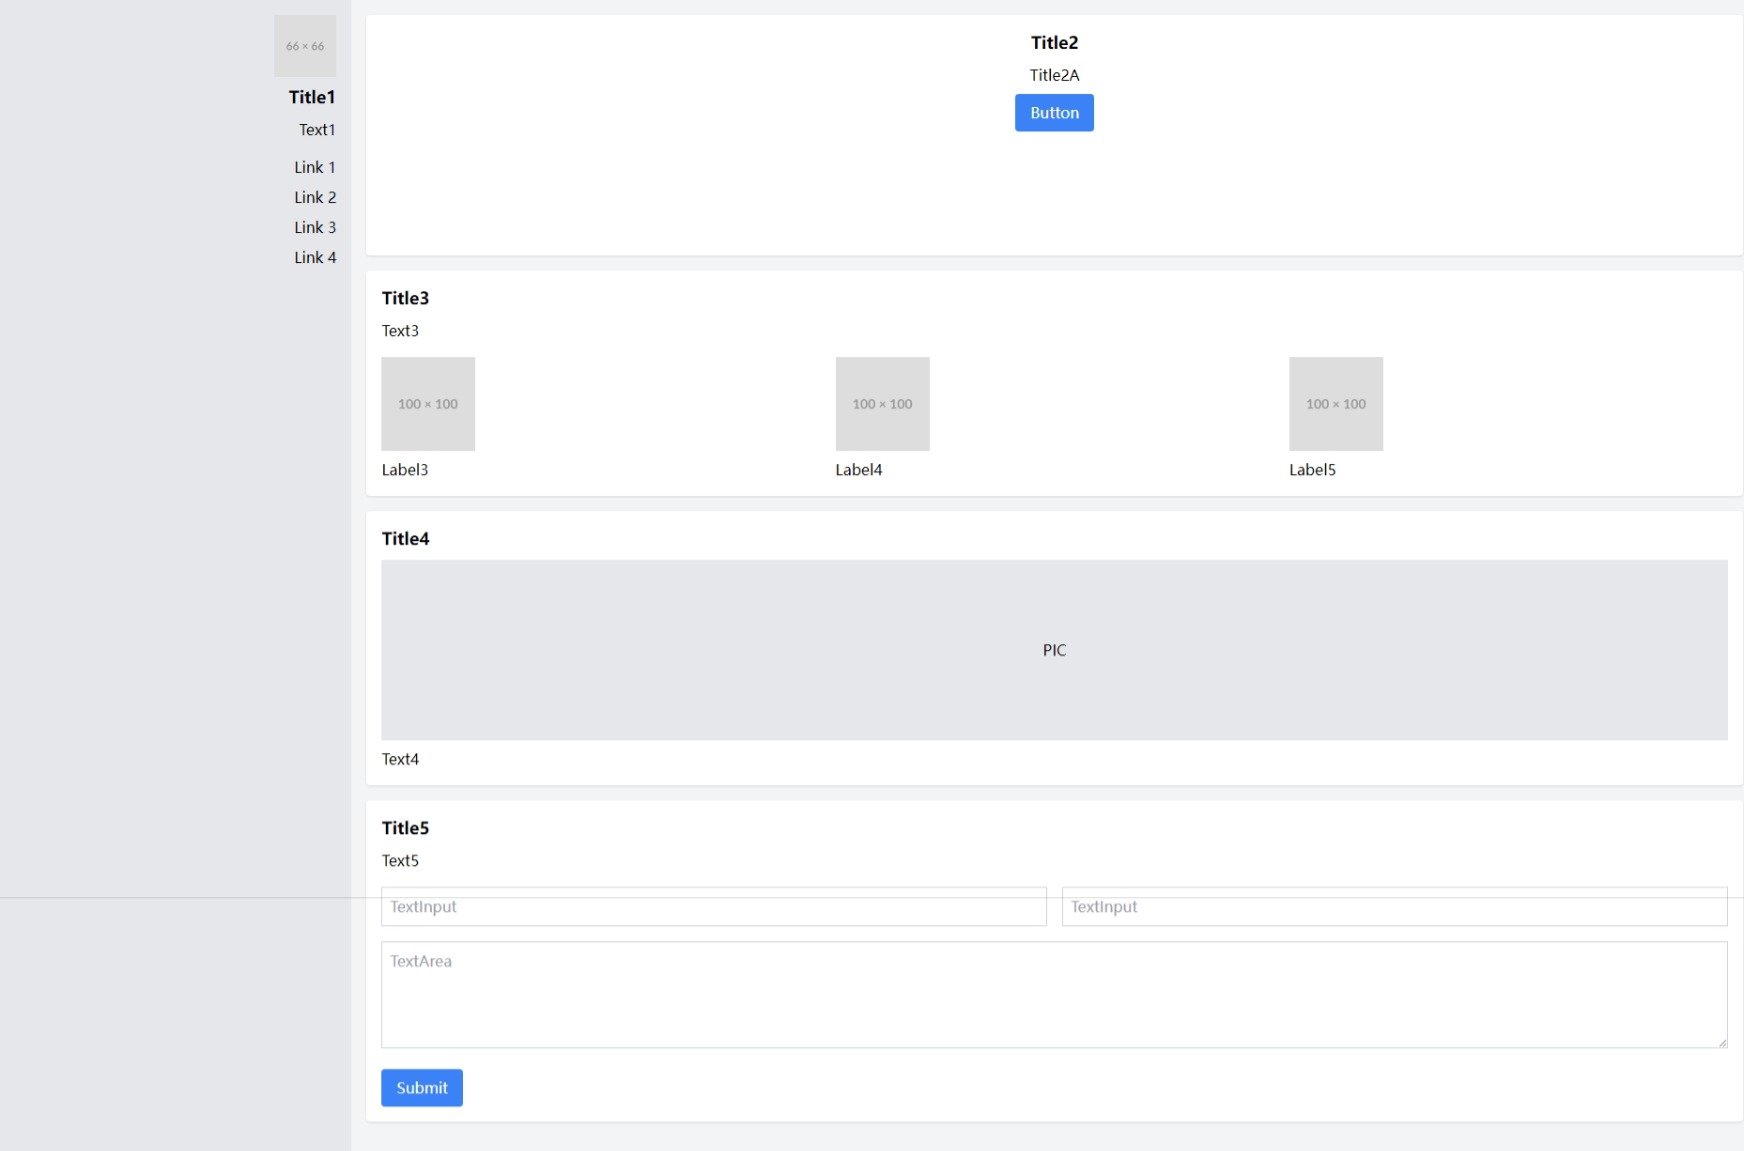 66 × 66
Title1
Text1
Link 1
Link 2
Link 3
Link 4
Title2
Title2A
Button
Title3
Text3
100 × 100
100 × 100
100 × 100
Label3
Label4
Label5
Title4
PIC
Text4
Title5
Text5
TextInput
TextInput
TextArea
Submit